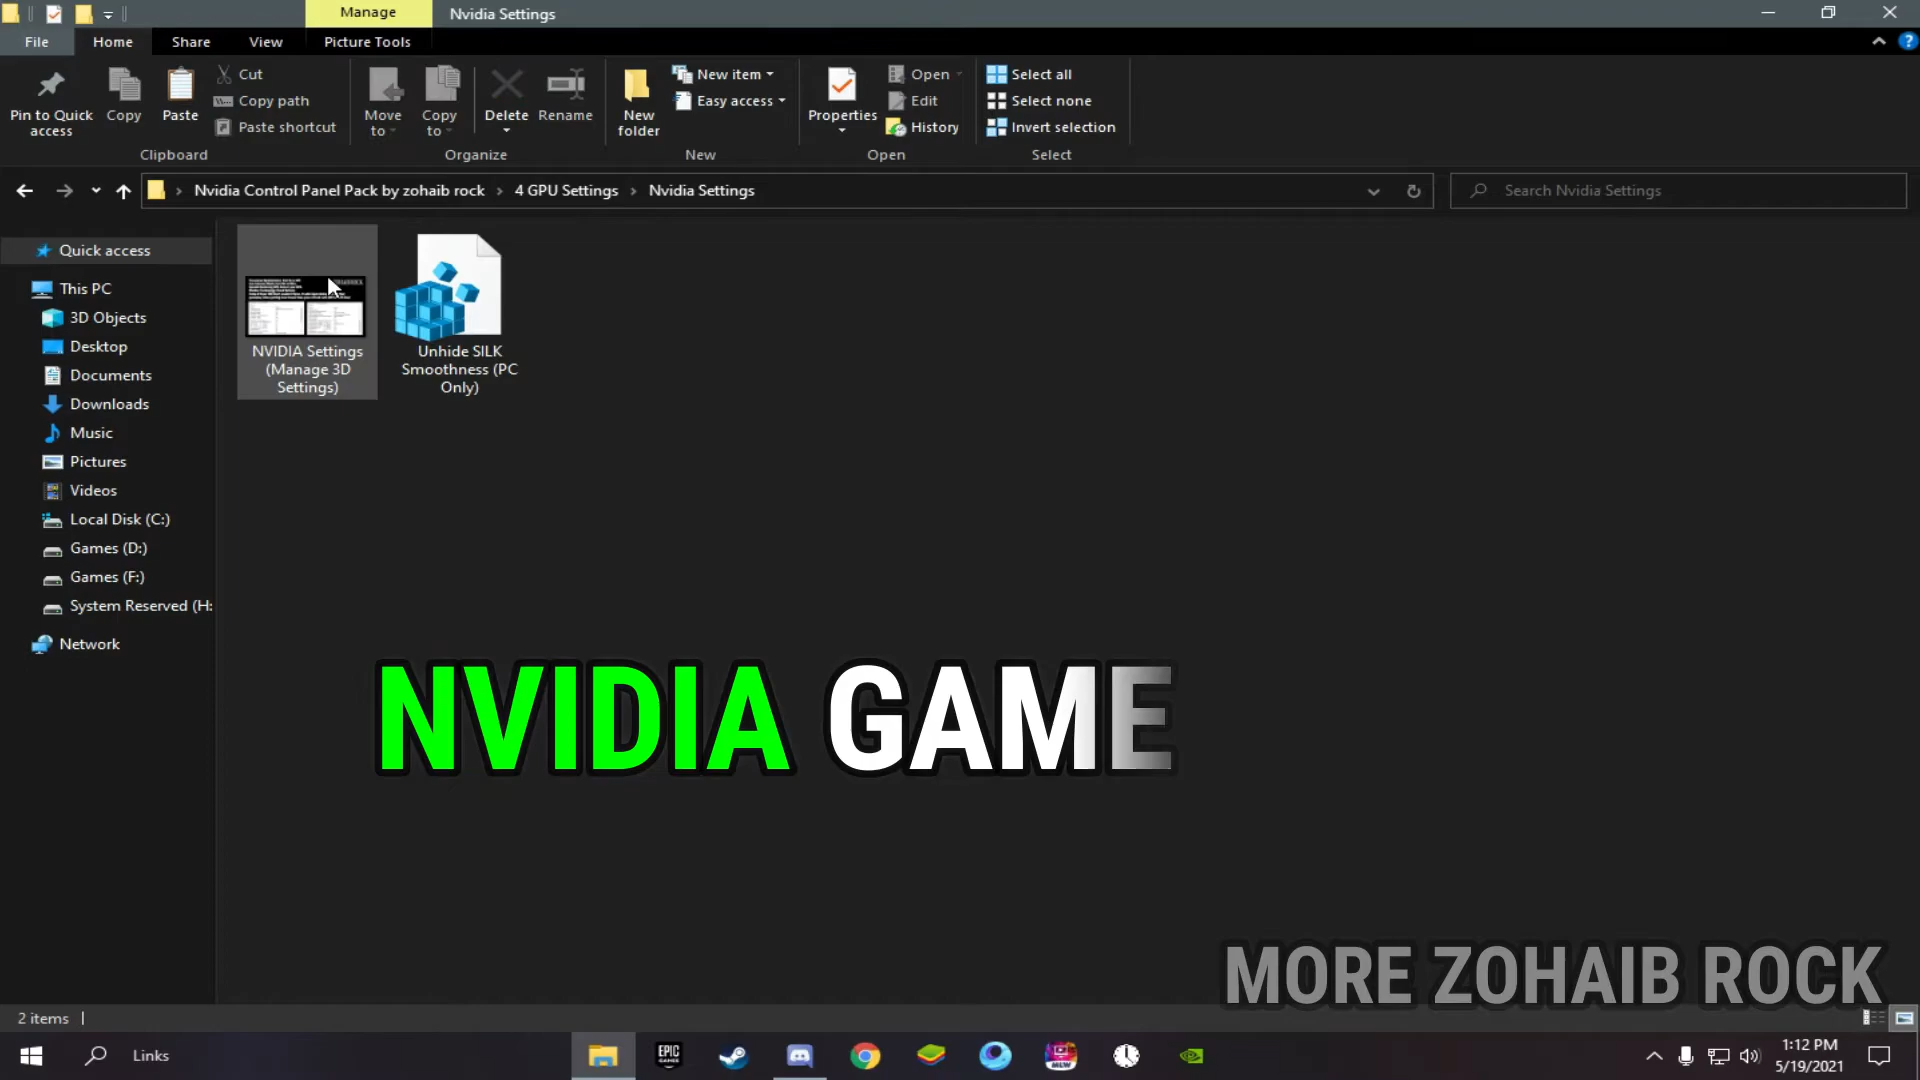 Manage
Nvidia Settings
File
Home
Share
View
Picture Tools
Pin to Quick access
Copy
Paste
Cut
Copy path
Paste shortcut
Clipboard
Move to
Copy to
Delete
Rename
Organize
New folder
New item
Easy access
New
Properties
Open
Edit
History
Open
Select all
Select none
Invert selection
Select
Nvidia Control Panel Pack by zohaib rock
4 GPU Settings
Nvidia Settings
Search Nvidia Settings
Quick access
This PC
3D Objects
Desktop
Documents
Downloads
Music
Pictures
Videos
Local Disk (C:)
Games (D:)
Games (F:)
System Reserved (H:
Network
NVIDIA Settings
(Manage 3D
Settings)
Unhide SILK
Smoothness (PC
Only)
NVIDIA GAME
MORE ZOHAIB ROCK
2 items
Links
EPIC GAMES
1:12 PM
5/19/2021